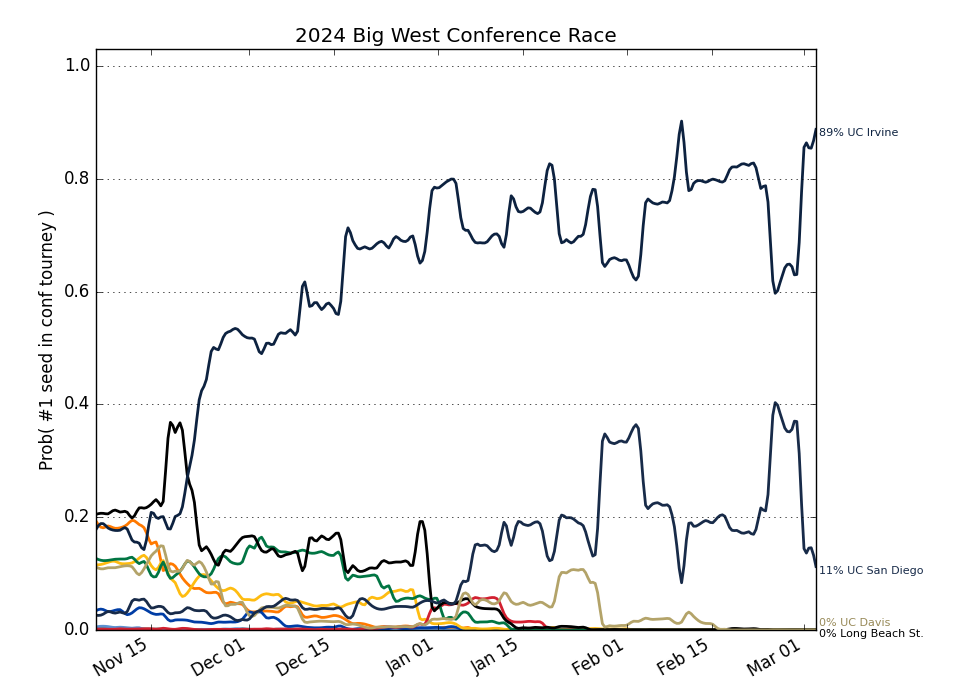 2024 Big West Conference Race
Prob( #1 seed in conf tourney )
1.0
0.8
0.6
0.4
0.2
0.0
Nov 15
Dec 01
Dec 15
Jan 01
Jan 15
Feb 01
Feb 15
Mar 01
89% UC Irvine
11% UC San Diego
0% UC Davis
0% Long Beach St.